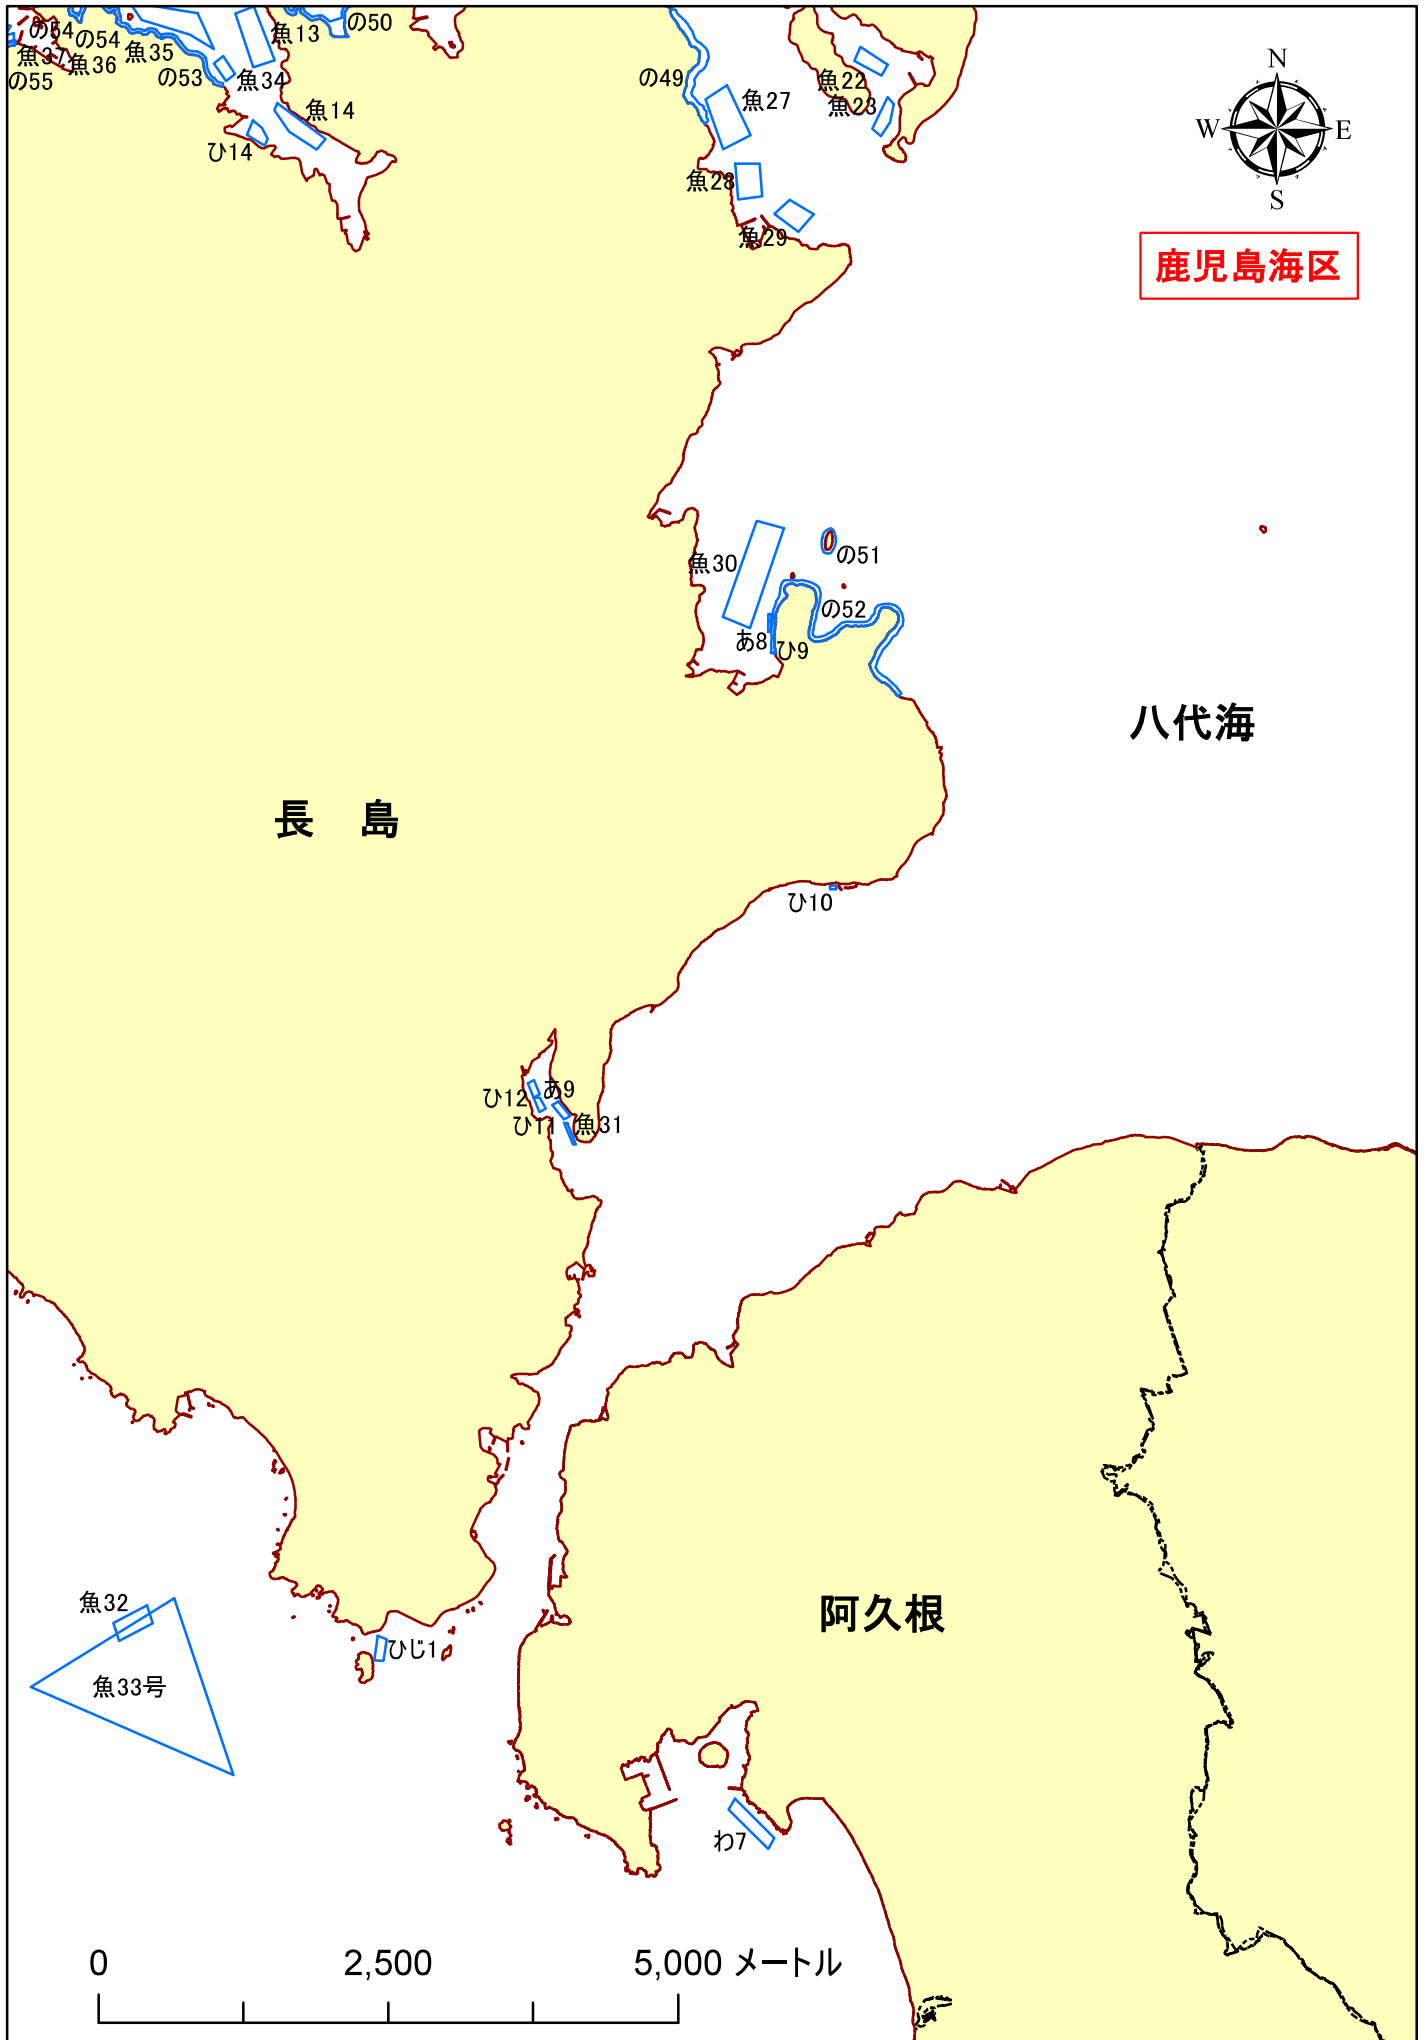 の54
の54
魚37
魚36
魚35
の55
の53
魚34
魚13
の50
魚14
ひ14
の49
魚27
魚22
魚23
魚28
魚29
N
W
E
S
鹿児島海区
魚30
の51
の52
あ8
ひ9
八代海
長 島
ひ10
ひ12
あ9
ひ11
魚31
魚32
魚33号
ひじ1
阿久根
わ7
0 2,500 5,000 メートル